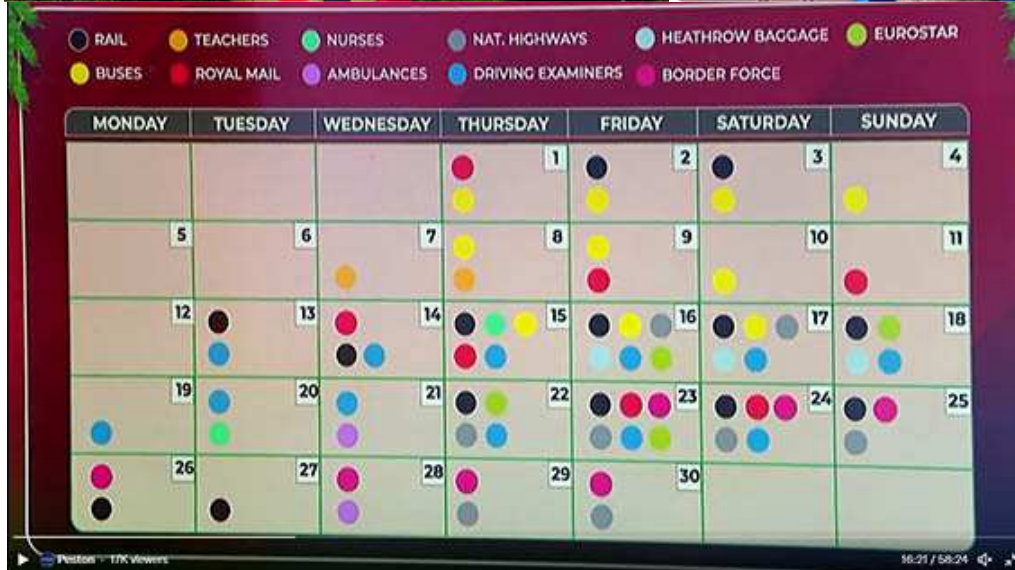 RAIL TEACHERS NURSES NAT. HIGHWAYS HEATHROW BAGGAGE EUROSTAR
BUSES ROYAL MAIL AMBULANCES DRIVING EXAMINERS BORDER FORCE
MONDAY TUESDAY WEDNESDAY THURSDAY FRIDAY SATURDAY SUNDAY
1 2 3 4
5 6 7 8 9 10 11
12 13 14 15 16 17 18
19 20 21 22 23 24 25
26 27 28 29 30
Peston - 17K viewers 16:21 / 58:24